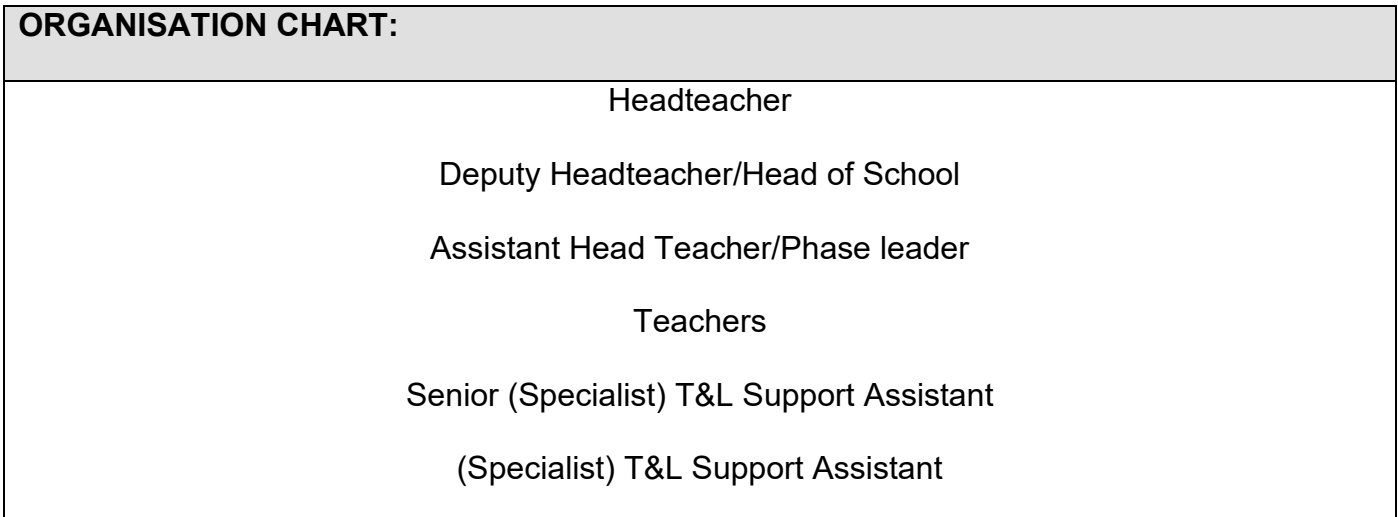 ORGANISATION CHART:
Headteacher
Deputy Headteacher/Head of School
Assistant Head Teacher/Phase leader
Teachers
Senior (Specialist) T&L Support Assistant
(Specialist) T&L Support Assistant